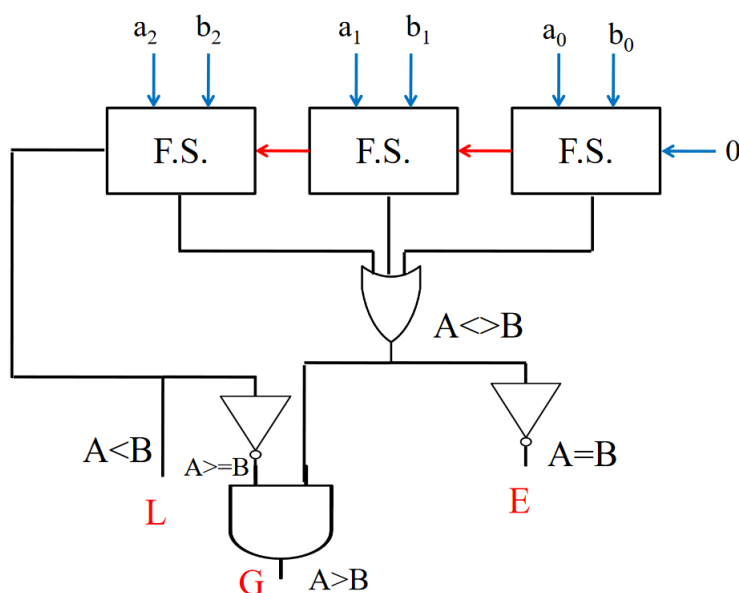 a₂ b₂ a₁ b₁ a₀ b₀
F.S. F.S. F.S. 0
A<>B
A<B A>=B A=B
L E
G A>B